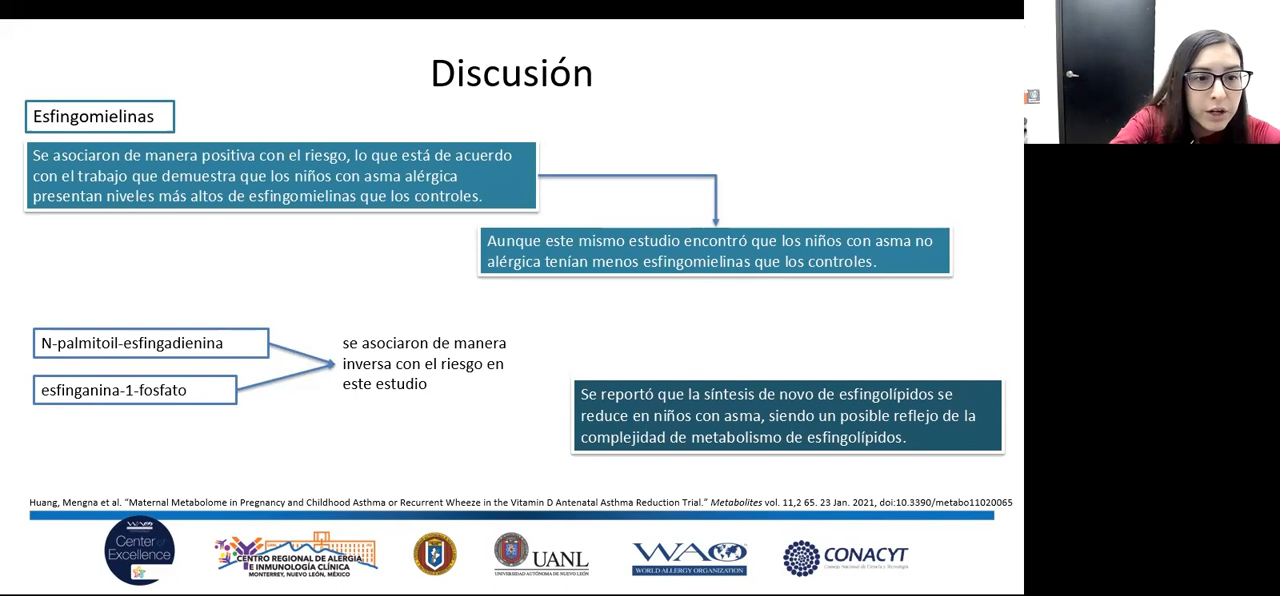 Discusión
Esfingomielinas
Se asociaron de manera positiva con el riesgo, lo que está de acuerdo
con el trabajo que demuestra que los niños con asma alérgica
presentan niveles más altos de esfingomielinas que los controles.
Aunque este mismo estudio encontró que los niños con asma no
alérgica tenían menos esfingomielinas que los controles.
N-palmitoil-esfingadienina
esfinganina-1-fosfato
se asociaron de manera
inversa con el riesgo en
este estudio
Se reportó que la síntesis de novo de esfingolípidos se
reduce en niños con asma, siendo un posible reflejo de la
complejidad de metabolismo de esfingolípidos.
Huang, Mengna et al. “Maternal Metabolome in Pregnancy and Childhood Asthma or Recurrent Wheeze in the Vitamin D Antenatal Asthma Reduction Trial.” Metabolites vol. 11,2 65. 23 Jan. 2021, doi:10.3390/metabo11020065
WAO
Center of
Excellence
CENTRO REGIONAL DE ALERGIA
E INMUNOLOGÍA CLÍNICA
MONTERREY, NUEVO LEÓN, MÉXICO
UANL
UNIVERSIDAD AUTÓNOMA DE NUEVO LEÓN
WAO
WORLD ALLERGY ORGANIZATION
CONACYT
Consejo Nacional de Ciencia y Tecnología